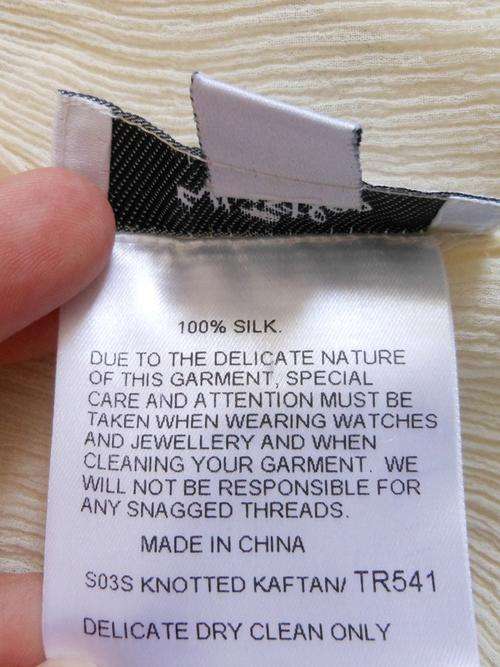 100% SILK.
DUE TO THE DELICATE NATURE
OF THIS GARMENT, SPECIAL
CARE AND ATTENTION MUST BE
TAKEN WHEN WEARING WATCHES
AND JEWELLERY AND WHEN
CLEANING YOUR GARMENT. WE
WILL NOT BE RESPONSIBLE FOR
ANY SNAGGED THREADS.
MADE IN CHINA
S03S KNOTTED KAFTAN/ TR541
DELICATE DRY CLEAN ONLY